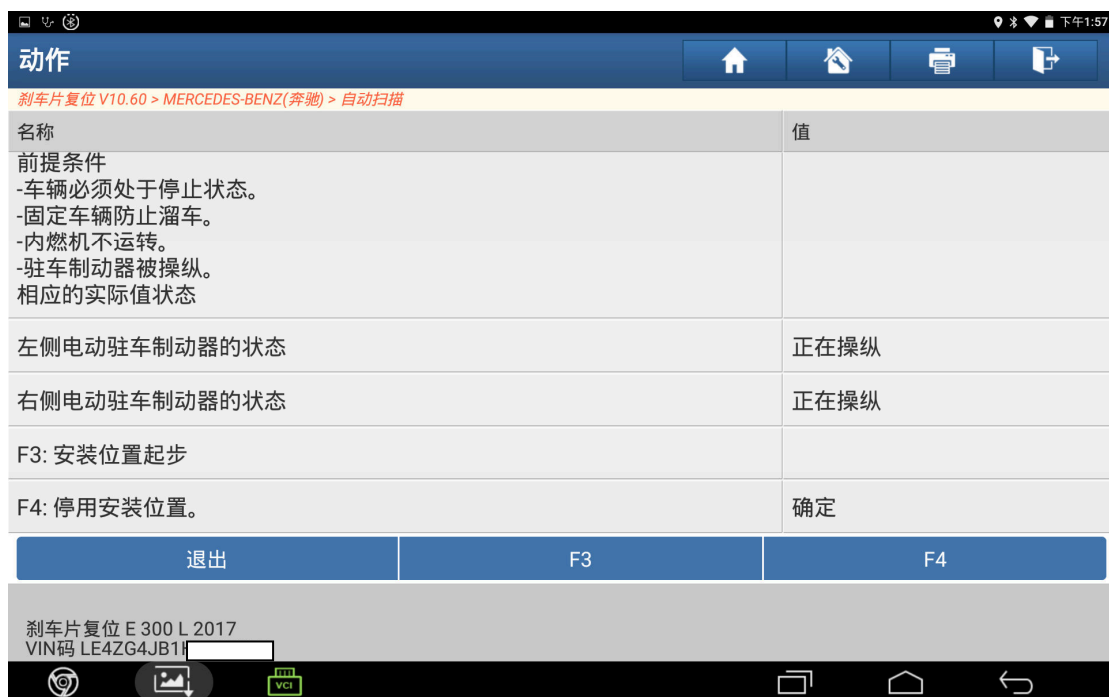 下午1:57
动作
刹车片复位 V10.60 > MERCEDES-BENZ(奔驰) > 自动扫描
名称 值
前提条件
-车辆必须处于停止状态。
-固定车辆防止溜车。
-内燃机不运转。
-驻车制动器被操纵。
相应的实际值状态
左侧电动驻车制动器的状态 正在操纵
右侧电动驻车制动器的状态 正在操纵
F3: 安装位置起步
F4: 停用安装位置。 确定
退出 F3 F4
刹车片复位 E 300 L 2017
VIN码 LE4ZG4JB1
VCI